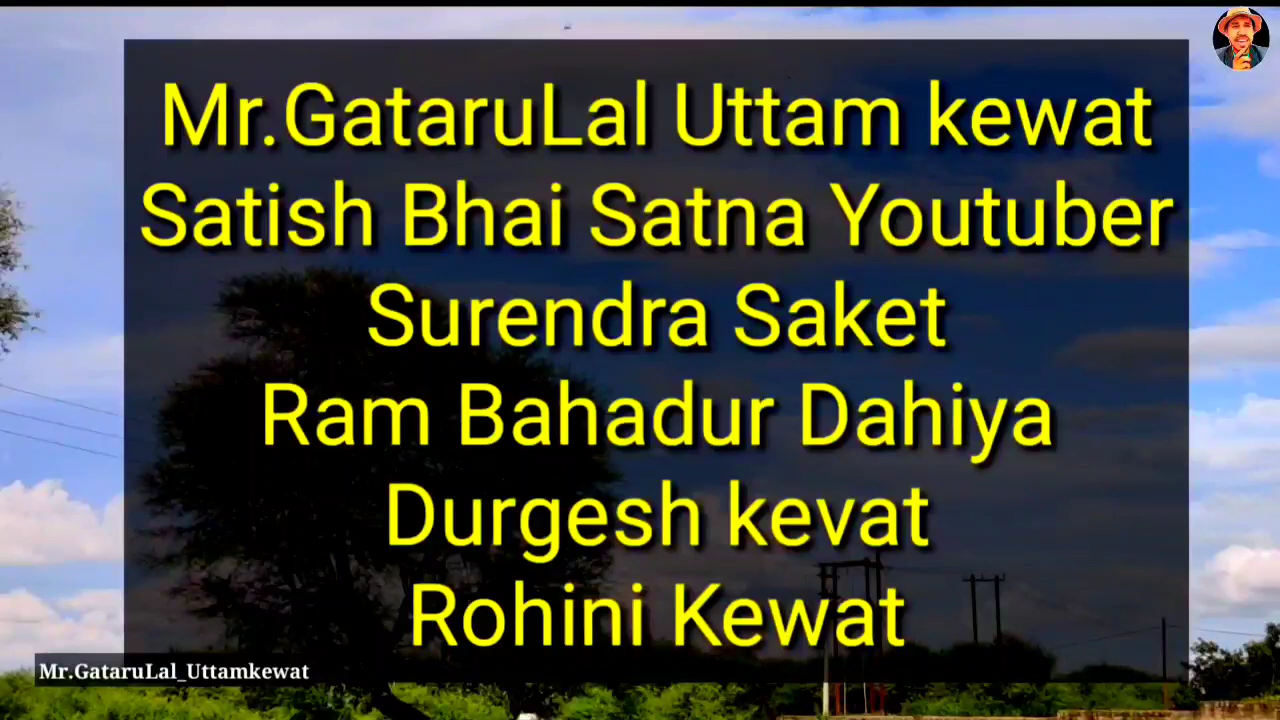 Mr.GataruLal Uttam kewat
Satish Bhai Satna Youtuber
Surendra Saket
Ram Bahadur Dahiya
Durgesh kevat
Rohini Kewat
Mr.GataruLal_Uttamkewat